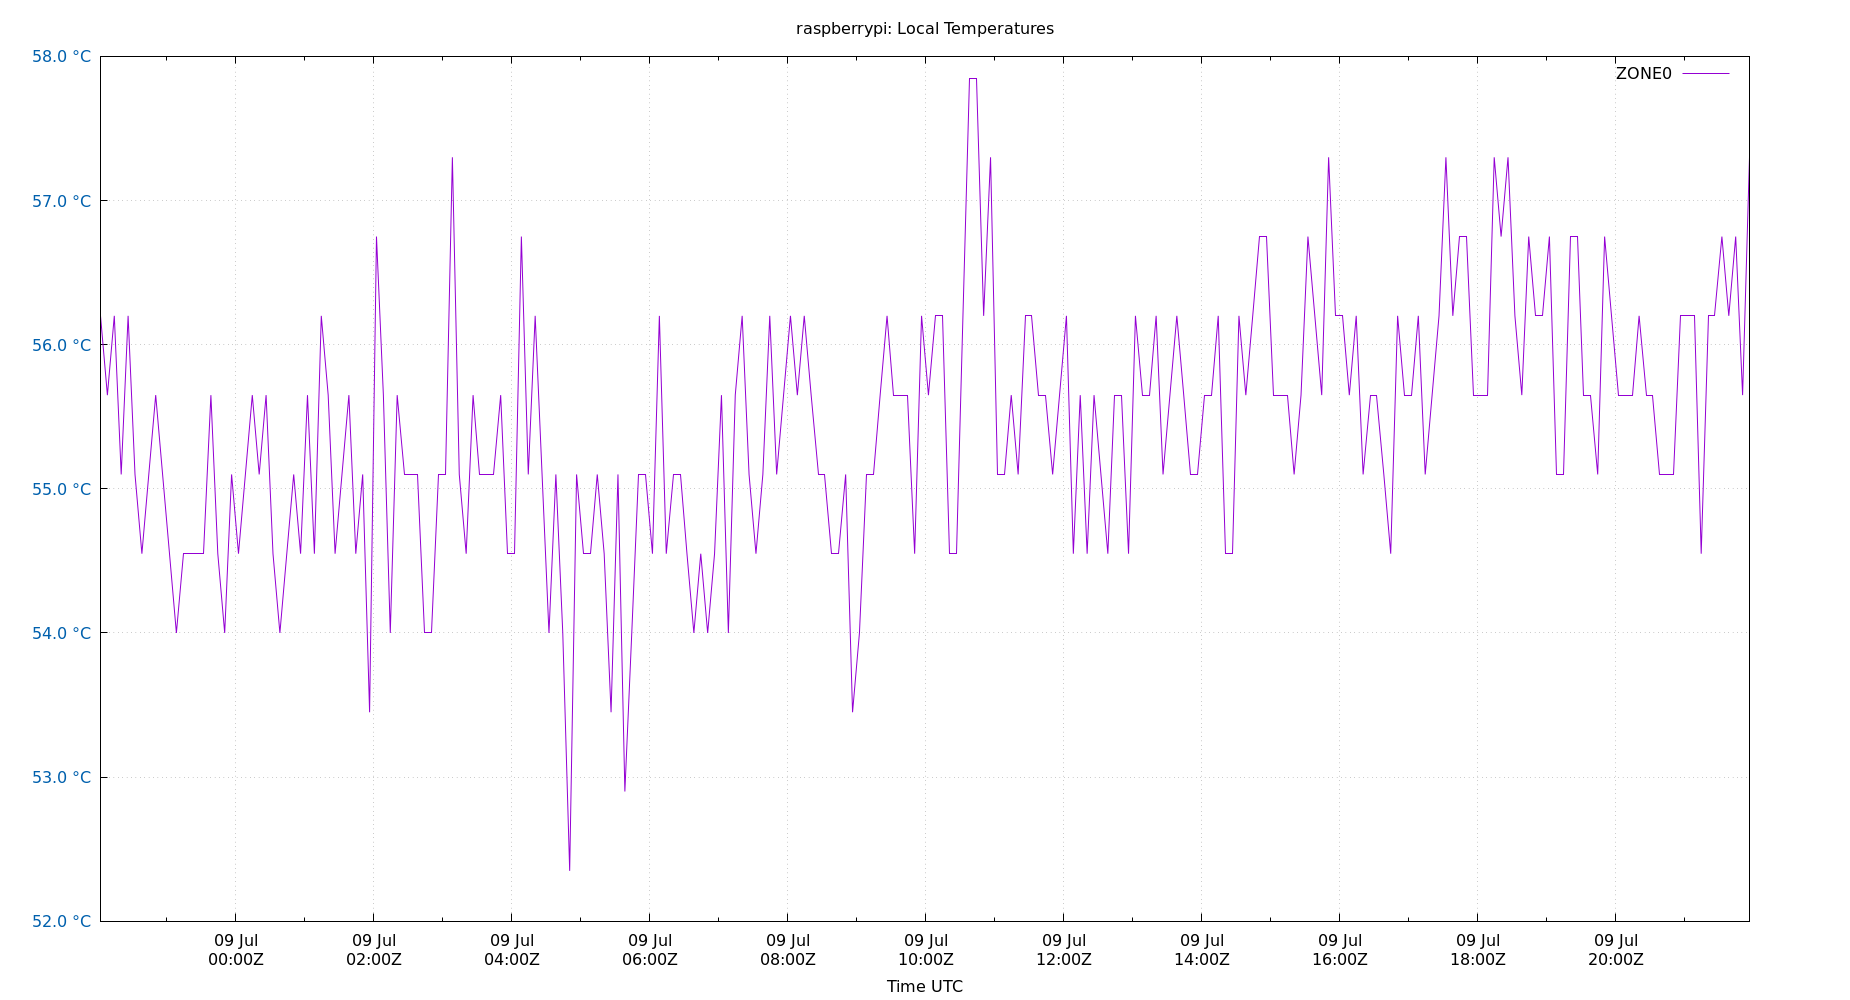 raspberrypi: Local Temperatures
58.0 °C
ZONE0
57.0 °C
56.0 °C
55.0 °C
54.0 °C
53.0 °C
52.0 °C
09 Jul 09 Jul 09 Jul 09 Jul 09 Jul 09 Jul 09 Jul 09 Jul 09 Jul 09 Jul 09 Jul
00:00Z 02:00Z 04:00Z 06:00Z 08:00Z 10:00Z 12:00Z 14:00Z 16:00Z 18:00Z 20:00Z
Time UTC